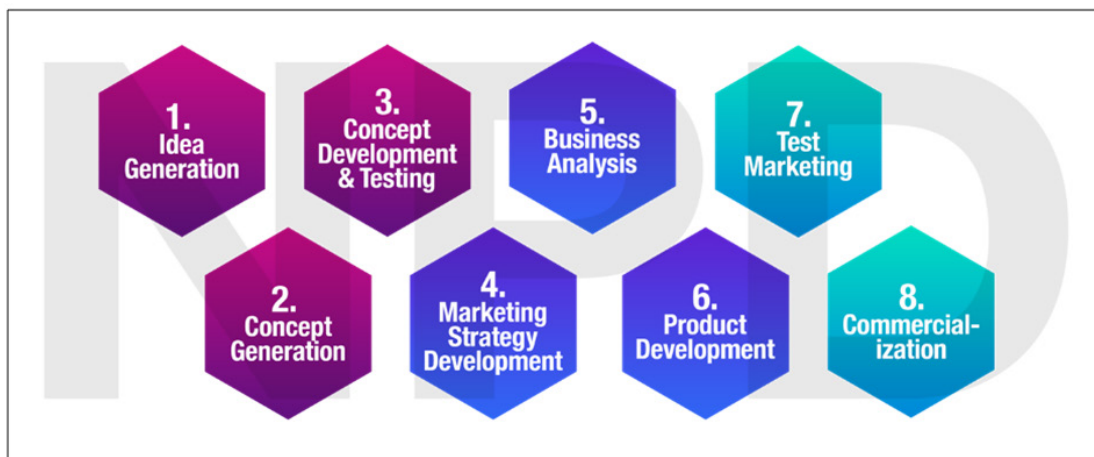 NPD
1.
Idea
Generation
2.
Concept
Generation
3.
Concept
Development
& Testing
4.
Marketing
Strategy
Development
5.
Business
Analysis
6.
Product
Development
7.
Test
Marketing
8.
Commercial-
ization